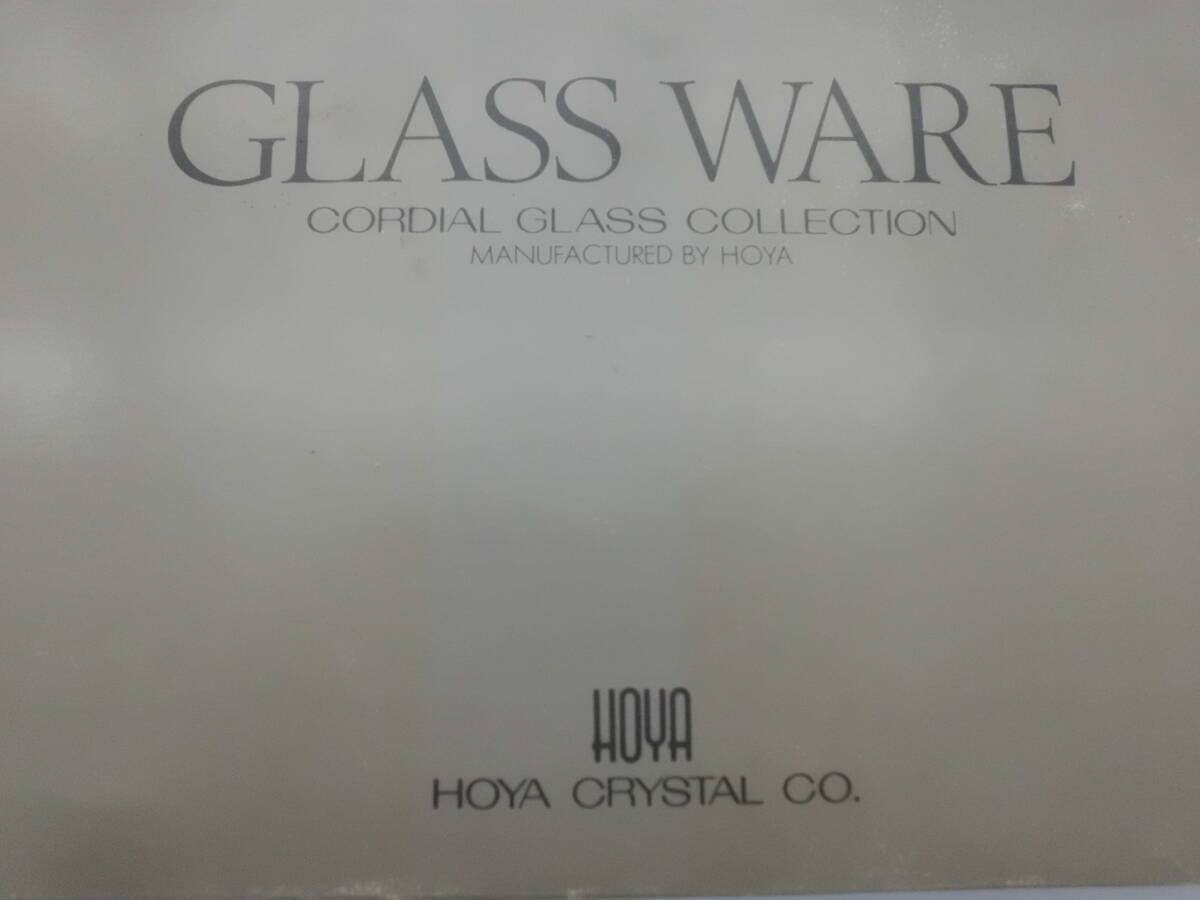 GLASS WARE
CORDIAL GLASS COLLECTION
MANUFACTURED BY HOYA
HOYA
HOYA CRYSTAL CO.